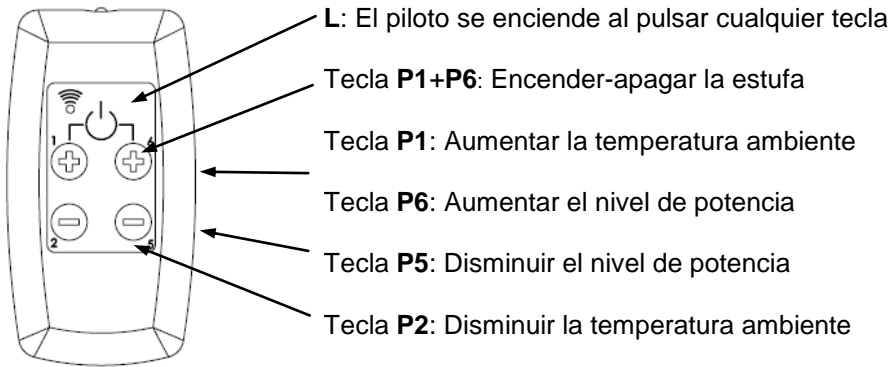 L: El piloto se enciende al pulsar cualquier tecla
Tecla P1+P6: Encender-apagar la estufa
1 6
Tecla P1: Aumentar la temperatura ambiente
Tecla P6: Aumentar el nivel de potencia
2 5
Tecla P5: Disminuir el nivel de potencia
Tecla P2: Disminuir la temperatura ambiente